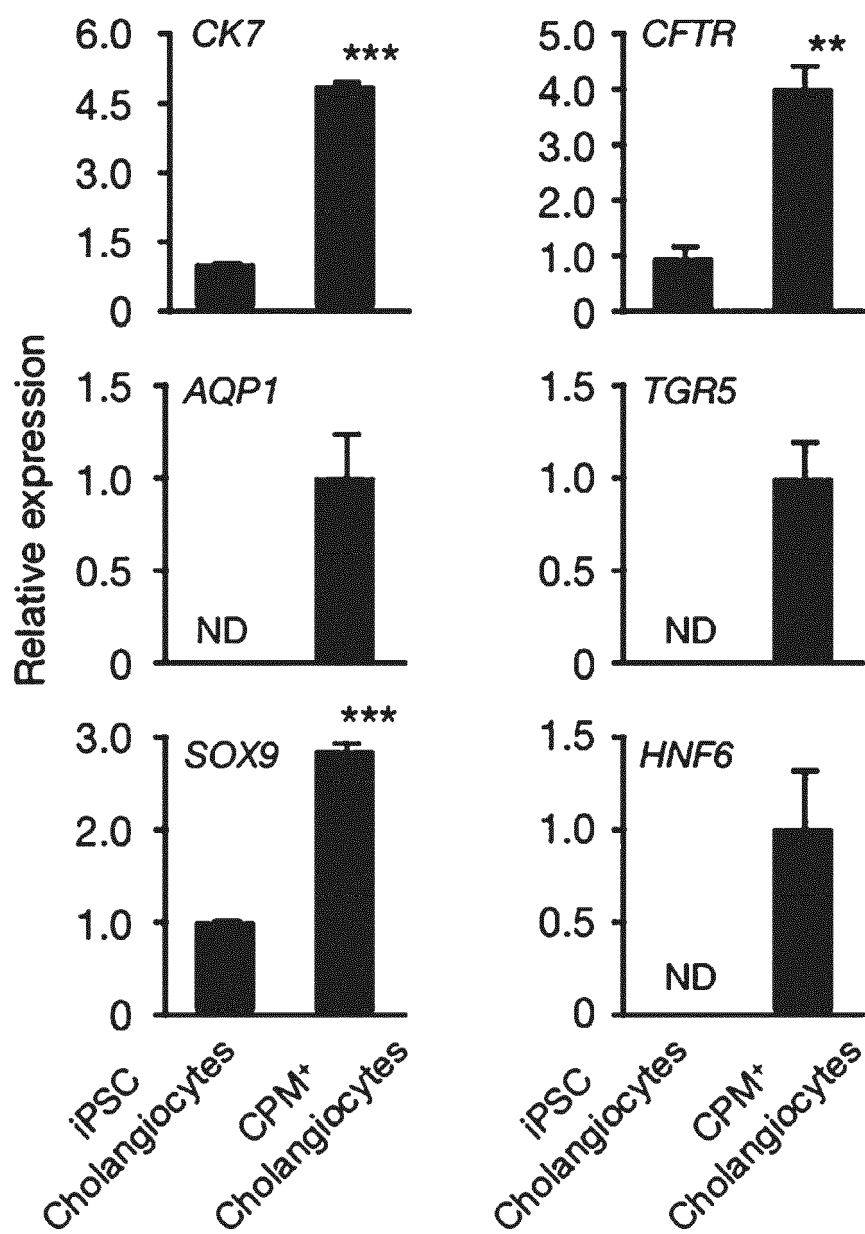 Relative expression
CK7
***
6.0
4.5
3.0
1.5
0
CFTR
**
5.0
4.0
3.0
2.0
1.0
0
AQP1
1.5
1.0
0.5
0
ND
TGR5
1.5
1.0
0.5
0
ND
SOX9
***
3.0
2.0
1.0
0
HNF6
1.5
1.0
0.5
0
ND
iPSC
Cholangiocytes
CPM⁺
Cholangiocytes
iPSC
Cholangiocytes
CPM⁺
Cholangiocytes